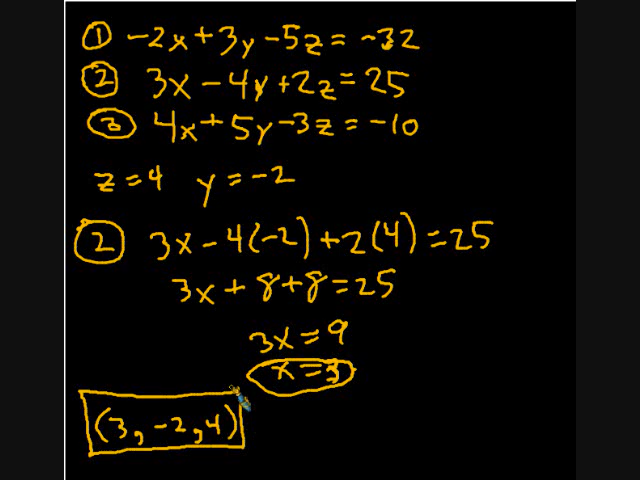 ① -2x+3y-5z=-32
② 3x-4y+2z=25
③ 4x+5y-3z=-10
z=4 y=-2
② 3x-4(-2)+2(4)=25
3x+8+8=25
3x=9
x=3
(3,-2,4)